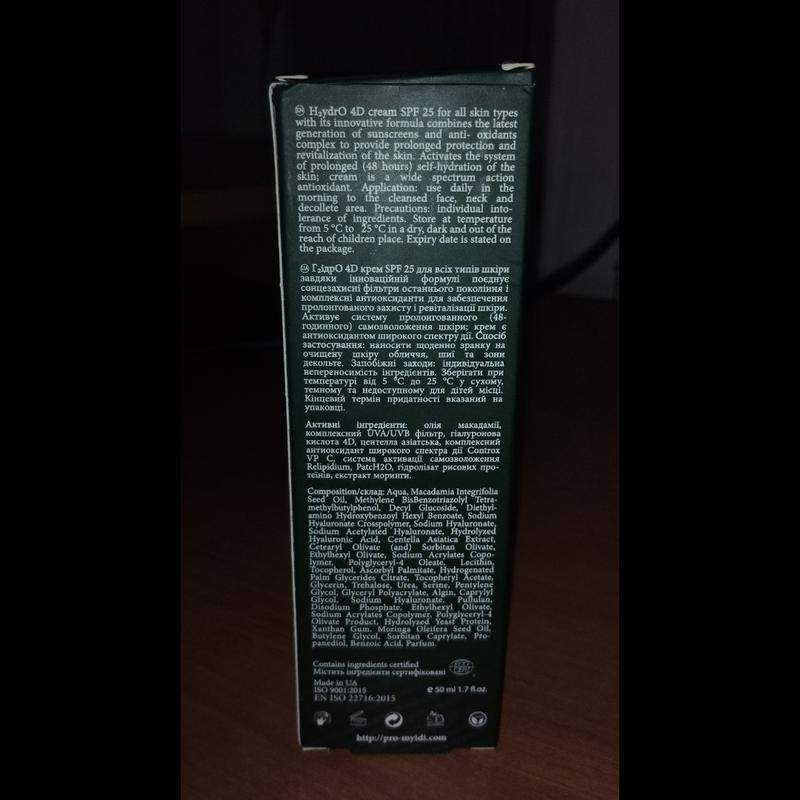 EN H₂ydrO 4D cream SPF 25 for all skin types
with its innovative formula combines the latest
generation of sunscreens and anti- oxidants
complex to provide prolonged protection and
revitalization of the skin. Activates the system
of prolonged (48 hours) self-hydration of the
skin; cream is a wide spectrum action
antioxidant. Application: use daily in the
morning to the cleansed face, neck and
decollete area. Precautions: individual into-
lerance of ingredients. Store at temperature
from 5 °C to 25 °C in a dry, dark and out of the
reach of children place. Expiry date is stated on
the package.
UA Г₂ідрО 4D крем SPF 25 для всіх типів шкіри
завдяки інноваційній формулі поєднує
сонцезахисні фільтри останнього покоління і
комплексні антиоксиданти для забезпечення
пролонгованого захисту і ревіталізації шкіри.
Активує систему пролонгованного (48-
годинного) самозволоження шкіри; крем є
антиоксидантом широкого спектру дії. Спосіб
застосування: наносити щоденно зранку на
очищену шкіру обличчя, шиї та зони
декольте. Запобіжні заходи: індивідуальна
непереносимість інгредієнтів. Зберігати при
температурі від 5 °C до 25 °C у сухому,
темному та недоступному для дітей місці.
Кінцевий термін придатності вказаний на
упаковці.
Активні інгредієнти: олія макадамії,
комплексний UVA/UVB фільтр, гіалуронова
кислота 4D, центелла азіатська, комплексний
антиоксидант широкого спектра дії Controx
VP C, система активації самозволоження
Relipidium, PatcH2O, гідролізат рисових про-
теїнів, екстракт моринги.
Composition/склад: Aqua, Macadamia Integrifolia
Seed Oil, Methylene BisBenzotriazolyl Tetra-
methylbutylphenol, Decyl Glucoside, Diethyl-
amino Hydroxybenzoyl Hexyl Benzoate, Sodium
Hyaluronate Crosspolymer, Sodium Hyaluronate,
Sodium Acetylated Hyaluronate, Hydrolyzed
Hyaluronic Acid, Centella Asiatica Extract,
Cetearyl Olivate (and) Sorbitan Olivate,
Ethylhexyl Olivate, Sodium Acrylates Copo-
lymer, Polyglyceryl-4 Oleate, Lecithin,
Tocopherol, Ascorbyl Palmitate, Hydrogenated
Palm Glycerides Citrate, Tocopheryl Acetate,
Glycerin, Trehalose, Urea, Serine, Pentylene
Glycol, Glyceryl Polyacrylate, Algin, Caprylyl
Glycol, Sodium Hyaluronate, Pullulan,
Disodium Phosphate, Ethylhexyl Olivate,
Sodium Acrylates Copolymer, Polyglyceryl-4
Olivate Product, Hydrolyzed Yeast Protein,
Xanthan Gum, Moringa Oleifera Seed Oil,
Butylene Glycol, Sorbitan Caprylate, Pro-
panediol, Benzoic Acid, Parfum.
Contains ingredients certified
Містить інгредієнти сертифіковані
Made in UA
ISO 9001:2015
℮ 50 ml 1.7 fl.oz.
EN ISO 22716:2015
http://pro-myidi.com